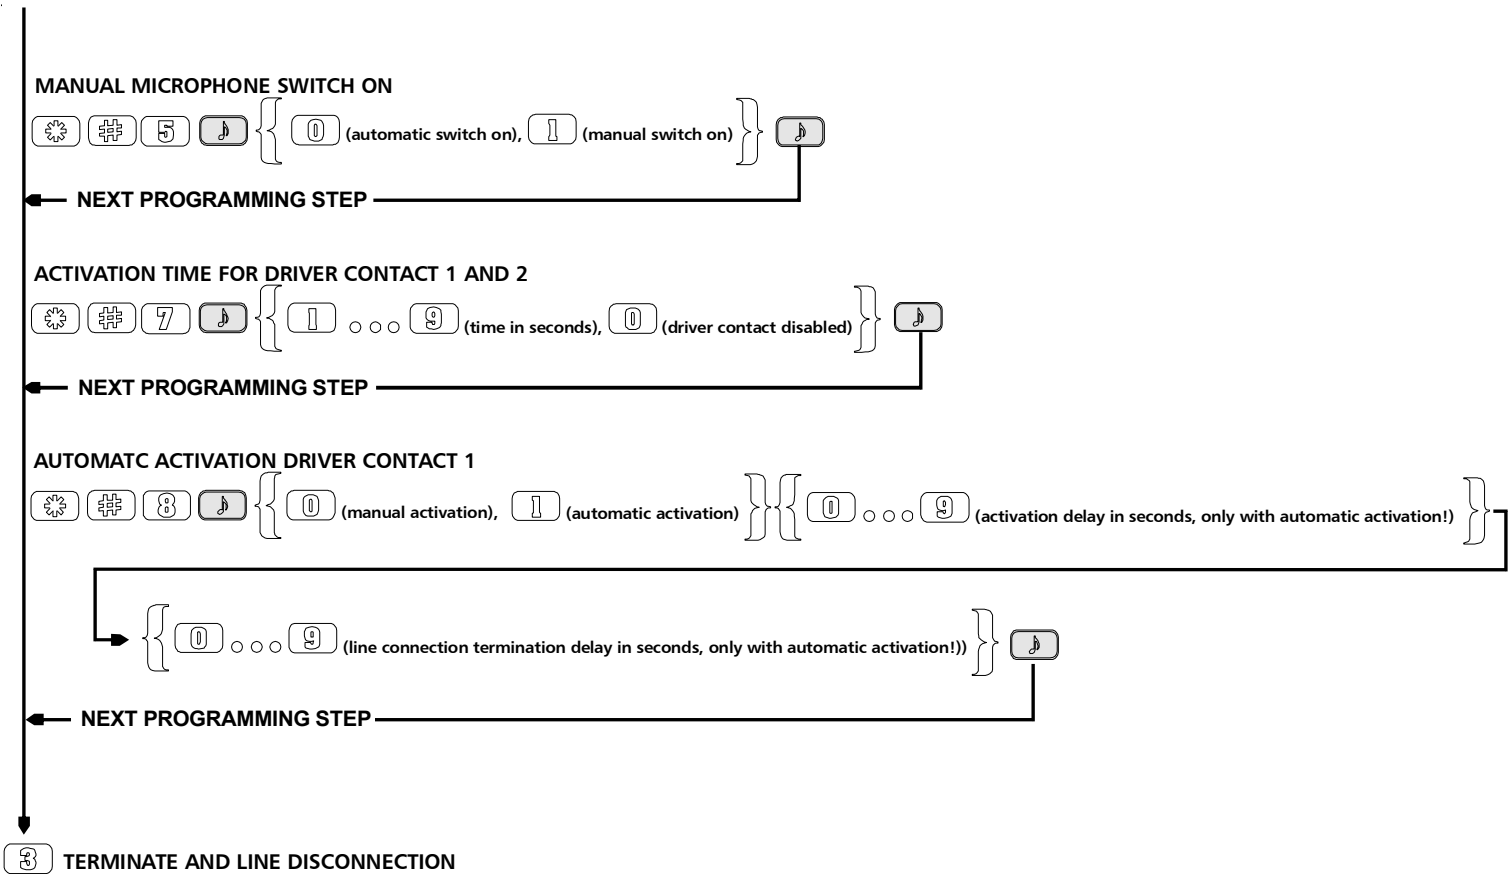 MANUAL MICROPHONE SWITCH ON
* # 5 ♪ { 0 (automatic switch on), 1 (manual switch on) } ♪
NEXT PROGRAMMING STEP
ACTIVATION TIME FOR DRIVER CONTACT 1 AND 2
* # 7 ♪ { 1 ○○○ 9 (time in seconds), 0 (driver contact disabled) } ♪
NEXT PROGRAMMING STEP
AUTOMATC ACTIVATION DRIVER CONTACT 1
* # 8 ♪ { 0 (manual activation), 1 (automatic activation) } { 0 ○○○ 9 (activation delay in seconds, only with automatic activation!) }
{ 0 ○○○ 9 (line connection termination delay in seconds, only with automatic activation!)) } ♪
NEXT PROGRAMMING STEP
3 TERMINATE AND LINE DISCONNECTION